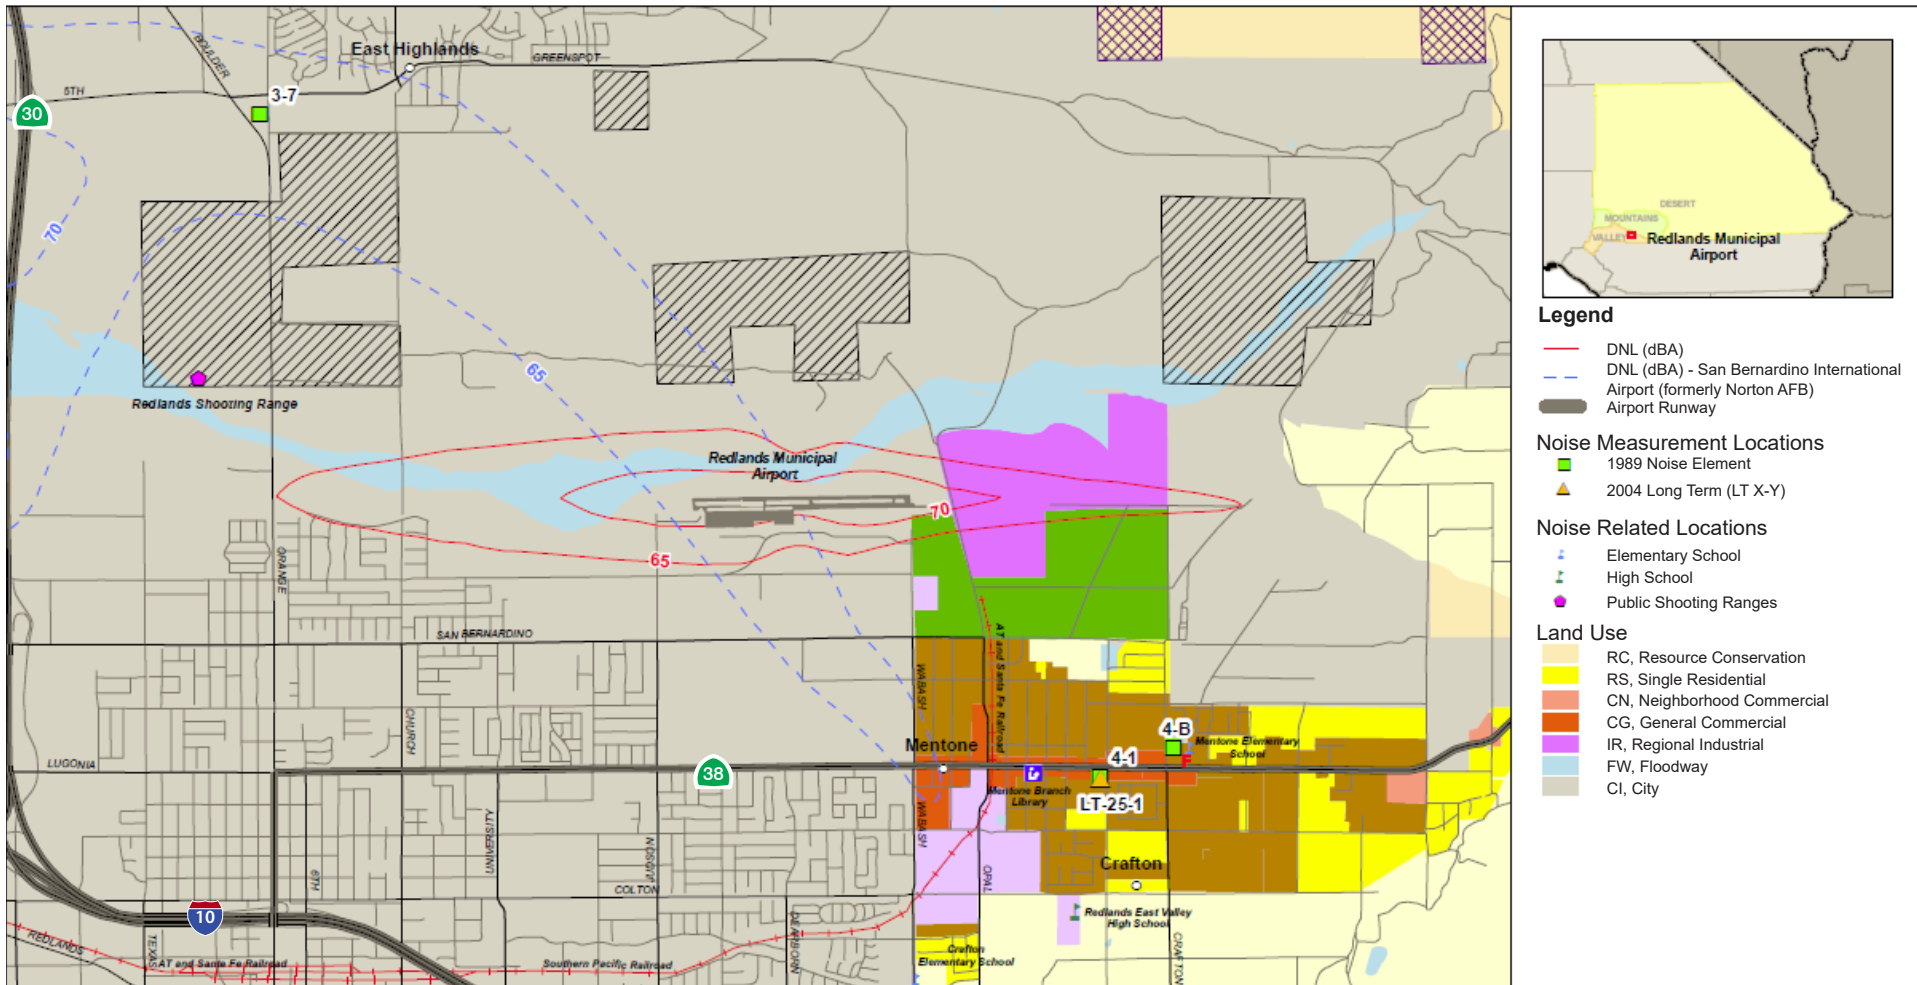 East Highlands
BOULDER
GREENSPOT
5TH
3-7
30
70
65
Redlands Shooting Range
Redlands Municipal
Airport
70
65
ORANGE
SAN BERNARDINO
AT and Santa Fe Railroad
WABASH
CHURCH
Mentone
4-B
Mentone Elementary
School
4-1
F
LUGONIA
38
Mentone Branch
Library
LT-25-1
WABASH
UNIVERSITY
JUDSON
6TH
COLTON
OPAL
Crafton
10
Redlands East Valley
High School
DEARBORN
CRAFTON
REDLANDS
TEXAS
AT and Santa Fe Railroad
Southern Pacific Railroad
Crafton
Elementary School
DESERT
MOUNTAINS
VALLEY
Redlands Municipal
Airport
Legend
DNL (dBA)
DNL (dBA) - San Bernardino International
Airport (formerly Norton AFB)
Airport Runway
Noise Measurement Locations
1989 Noise Element
2004 Long Term (LT X-Y)
Noise Related Locations
Elementary School
High School
Public Shooting Ranges
Land Use
RC, Resource Conservation
RS, Single Residential
CN, Neighborhood Commercial
CG, General Commercial
IR, Regional Industrial
FW, Floodway
CI, City